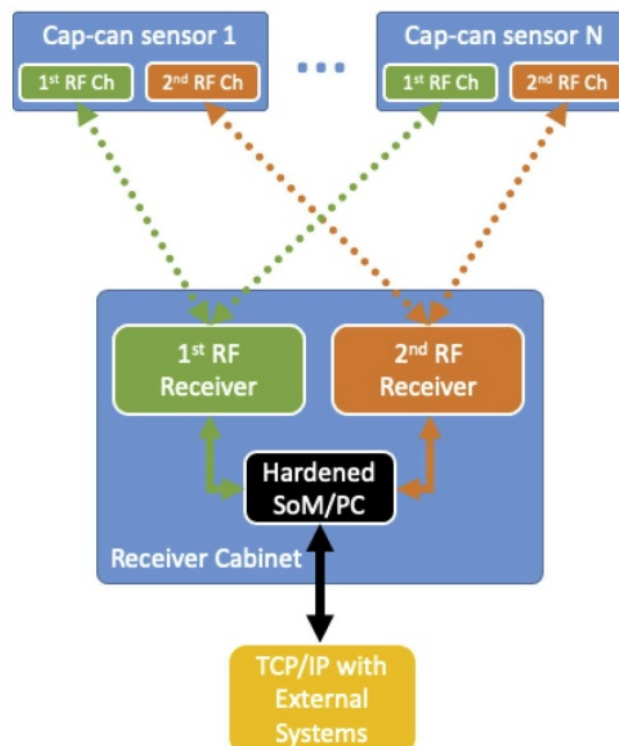 Cap-can sensor 1
1st RF Ch
2nd RF Ch
...
Cap-can sensor N
1st RF Ch
2nd RF Ch
1st RF
Receiver
2nd RF
Receiver
Hardened
SoM/PC
Receiver Cabinet
TCP/IP with
External
Systems